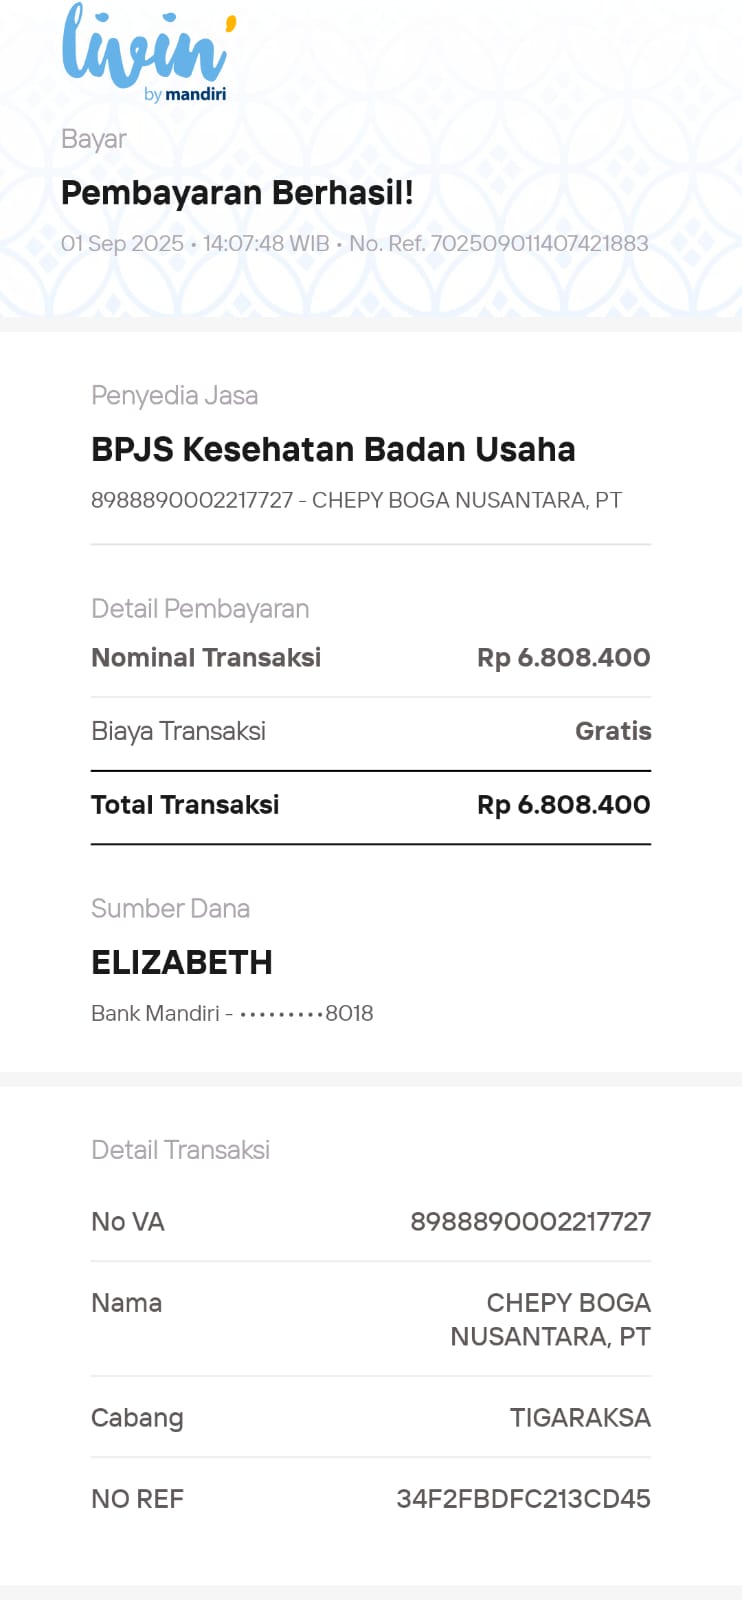 livin'
by mandiri
Bayar
Pembayaran Berhasil!
01 Sep 2025 • 14:07:48 WIB • No. Ref. 702509011407421883
Penyedia Jasa
BPJS Kesehatan Badan Usaha
8988890002217727 - CHEPY BOGA NUSANTARA, PT
Detail Pembayaran
Nominal Transaksi Rp 6.808.400
Biaya Transaksi Gratis
Total Transaksi Rp 6.808.400
Sumber Dana
ELIZABETH
Bank Mandiri - •••••••••8018
Detail Transaksi
No VA 8988890002217727
Nama CHEPY BOGA
NUSANTARA, PT
Cabang TIGARAKSA
NO REF 34F2FBDFC213CD45